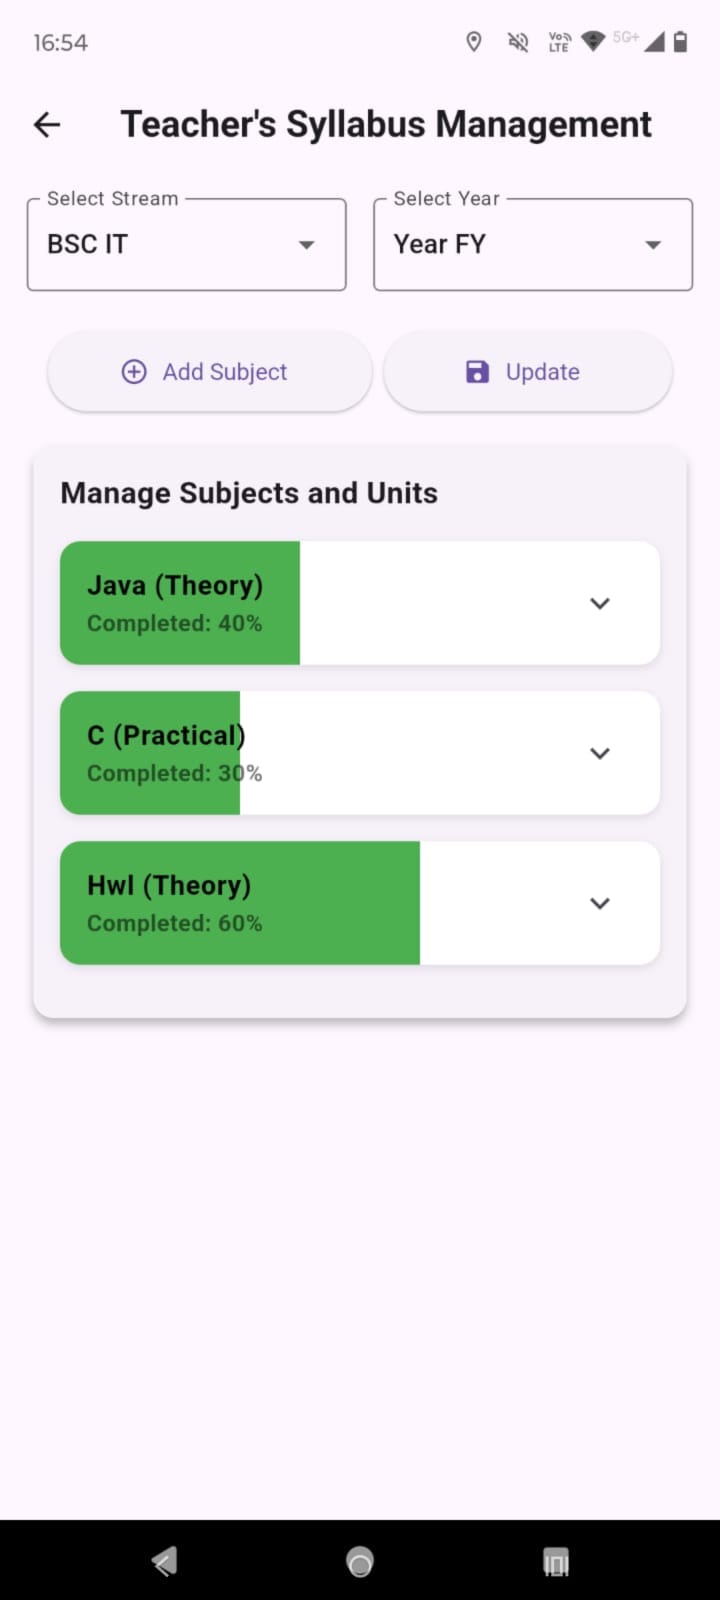 16:54
Vo)) LTE 5G+
Teacher's Syllabus Management
Select Stream Select Year
BSC IT Year FY
Add Subject Update
Manage Subjects and Units
Java (Theory)
Completed: 40%
C (Practical)
Completed: 30%
Hwl (Theory)
Completed: 60%